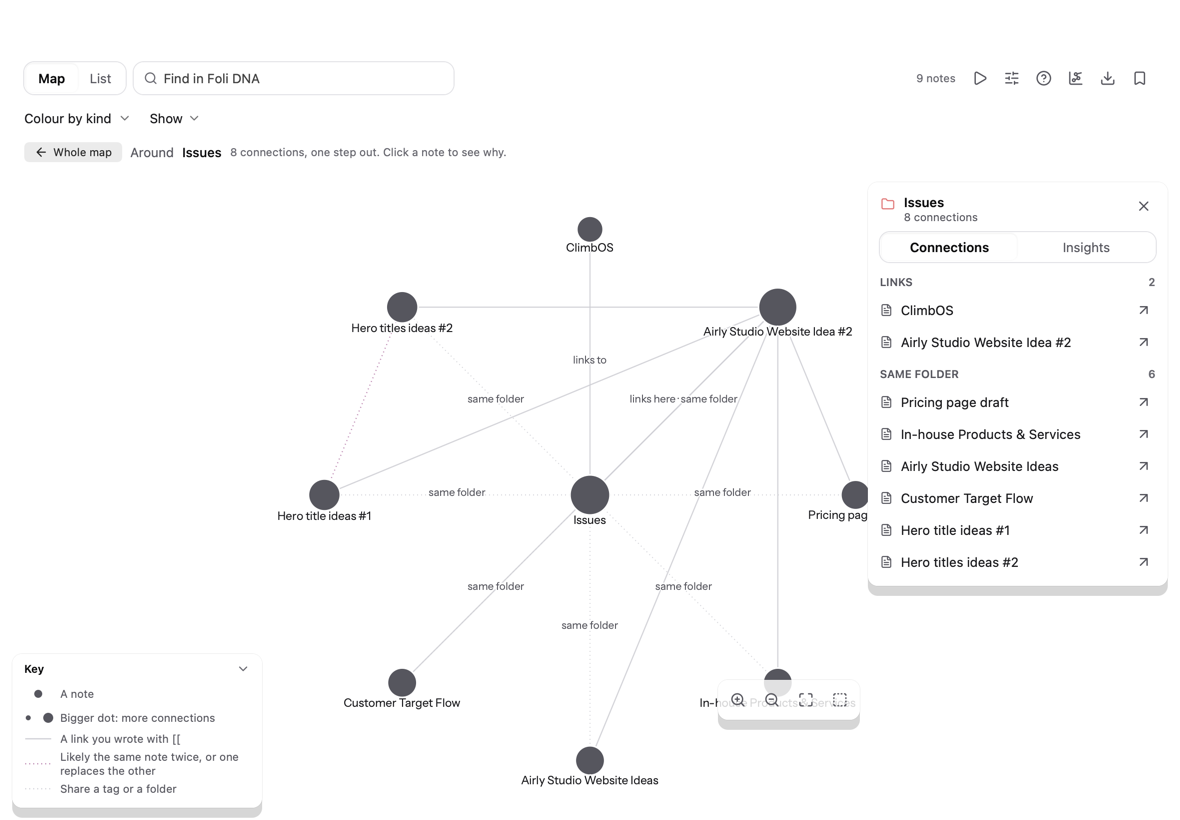 Map
List
Find in Foli DNA
9 notes
Colour by kind
Show
Whole map
Around Issues 8 connections, one step out. Click a note to see why.
Issues
8 connections
Connections
Insights
LINKS 2
ClimbOS
Airly Studio Website Idea #2
SAME FOLDER 6
Pricing page draft
In-house Products & Services
Airly Studio Website Ideas
Customer Target Flow
Hero title ideas #1
Hero titles ideas #2
ClimbOS
Hero titles ideas #2
Airly Studio Website Idea #2
links to
same folder
links here · same folder
same folder
same folder
Hero title ideas #1
Issues
Pricing pag
same folder
same folder
same folder
Customer Target Flow
In-house Products & Services
Airly Studio Website Ideas
Key
A note
Bigger dot: more connections
A link you wrote with [[
Likely the same note twice, or one
replaces the other
Share a tag or a folder